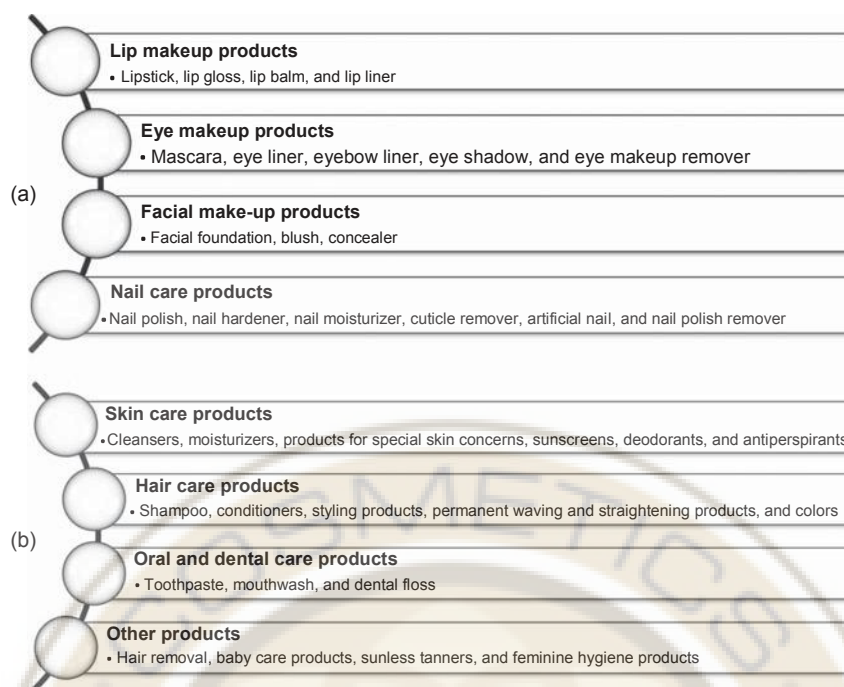 Lip makeup products
• Lipstick, lip gloss, lip balm, and lip liner
Eye makeup products
• Mascara, eye liner, eyebow liner, eye shadow, and eye makeup remover
(a)
Facial make-up products
• Facial foundation, blush, concealer
Nail care products
• Nail polish, nail hardener, nail moisturizer, cuticle remover, artificial nail, and nail polish remover
Skin care products
• Cleansers, moisturizers, products for special skin concerns, sunscreens, deodorants, and antiperspirants
Hair care products
• Shampoo, conditioners, styling products, permanent waving and straightening products, and colors
(b)
Oral and dental care products
• Toothpaste, mouthwash, and dental floss
Other products
• Hair removal, baby care products, sunless tanners, and feminine hygiene products
COSMETICS